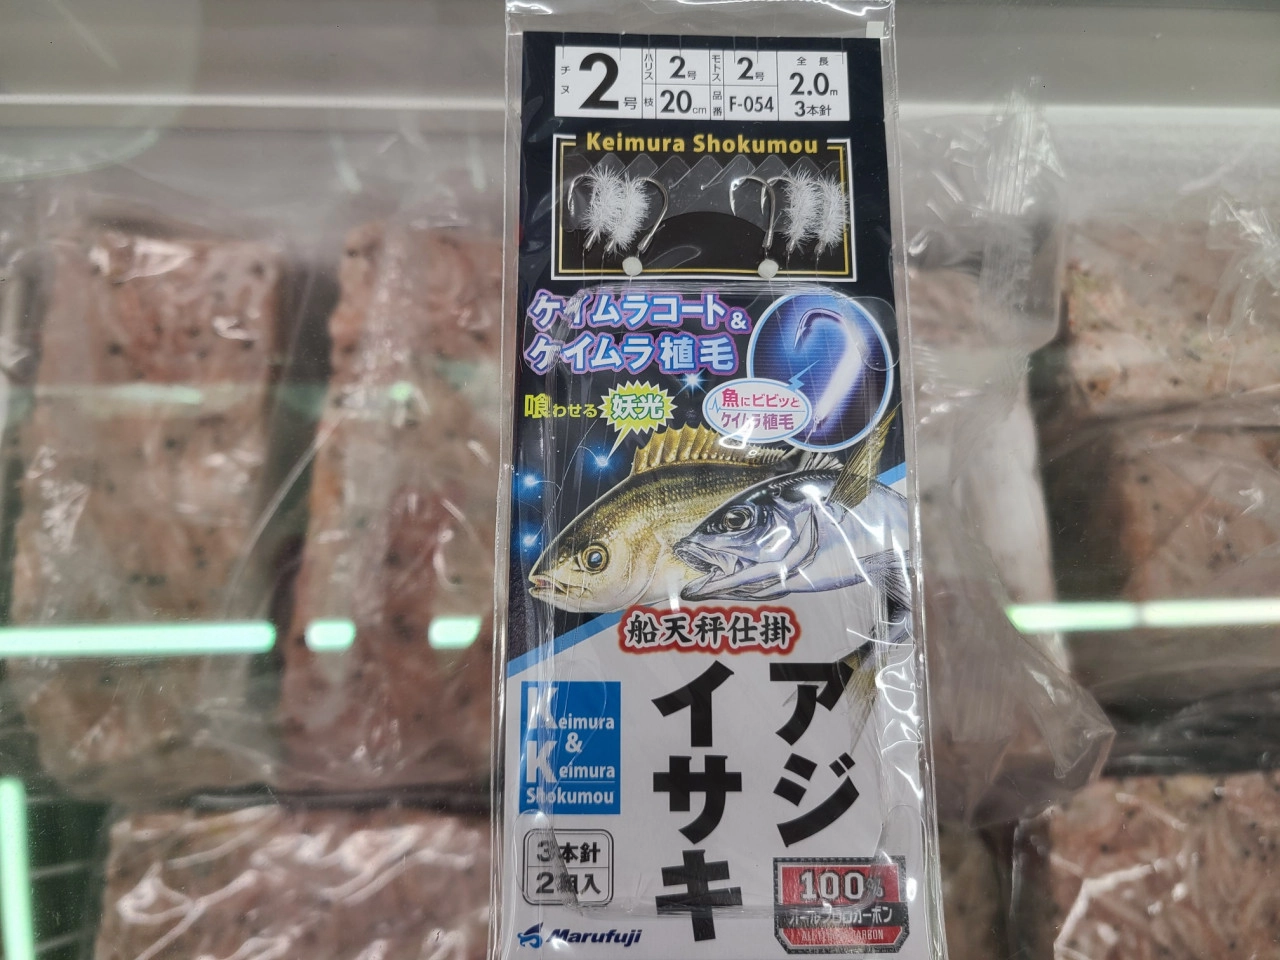 チヌ 2号
ハリス 2号
モトス 2号
全長 2.0m
枝 20cm
品番 F-054
3本針
Keimura Shokumou
ケイムラコート&
ケイムラ植毛
喰わせる妖光
魚にビビッと
ケイムラ植毛
船天秤仕掛
アジ
イサキ
Keimura
&
Keimura
Shokumou
3本針
2組入
100%
オールフロロカーボン
Marufuji